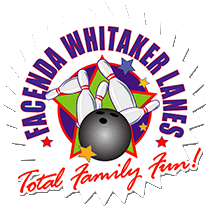 FACENDA WHITAKER LANES
Total Family Fun!